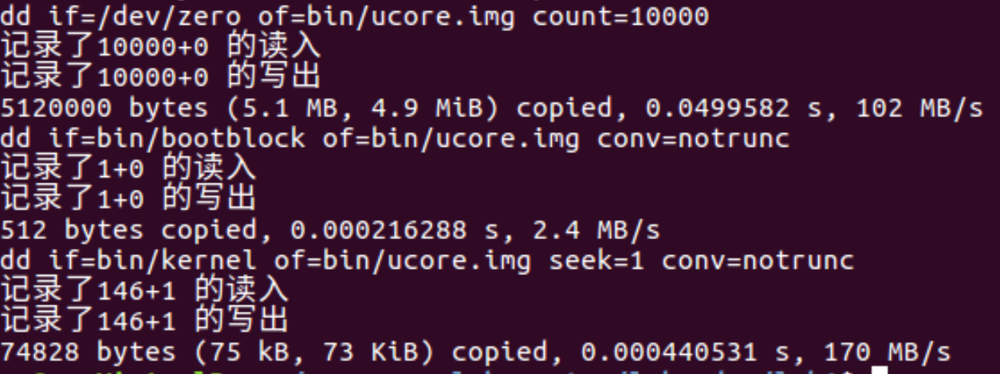 dd if=/dev/zero of=bin/ucore.img count=10000
记录了10000+0 的读入
记录了10000+0 的写出
5120000 bytes (5.1 MB, 4.9 MiB) copied, 0.0499582 s, 102 MB/s
dd if=bin/bootblock of=bin/ucore.img conv=notrunc
记录了1+0 的读入
记录了1+0 的写出
512 bytes copied, 0.000216288 s, 2.4 MB/s
dd if=bin/kernel of=bin/ucore.img seek=1 conv=notrunc
记录了146+1 的读入
记录了146+1 的写出
74828 bytes (75 kB, 73 KiB) copied, 0.000440531 s, 170 MB/s